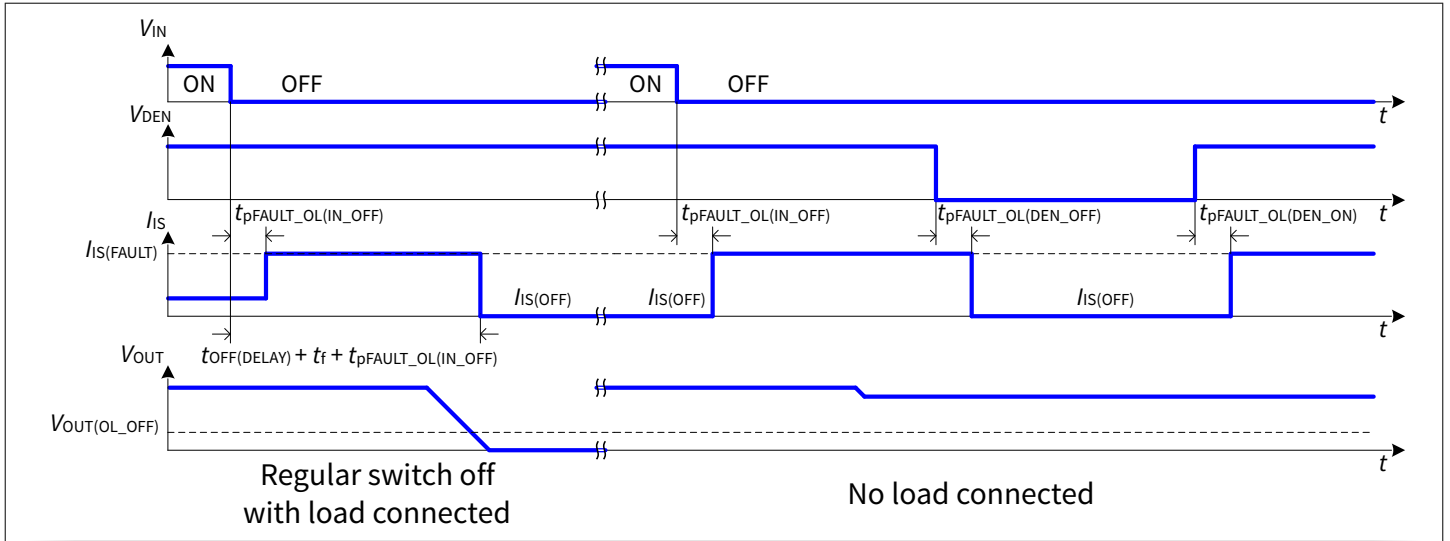 VIN
ON OFF ON OFF
t
VDEN
t
tpFAULT_OL(IN_OFF) tpFAULT_OL(IN_OFF) tpFAULT_OL(DEN_OFF) tpFAULT_OL(DEN_ON)
IIS
IIS(FAULT)
IIS(OFF) IIS(OFF) IIS(OFF)
t
VOUT
tOFF(DELAY) + tf + tpFAULT_OL(IN_OFF)
VOUT(OL_OFF)
t
Regular switch off
with load connected
No load connected